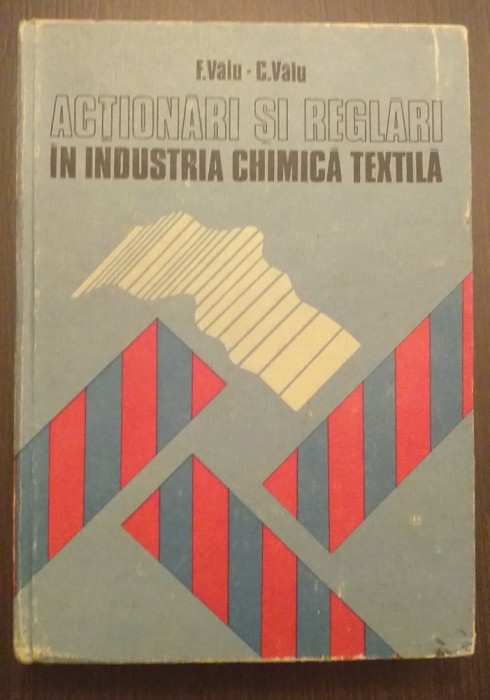 F.Valu • C.Valu
ACȚIONĂRI ȘI REGLĂRI
ÎN INDUSTRIA CHIMICĂ TEXTILĂ